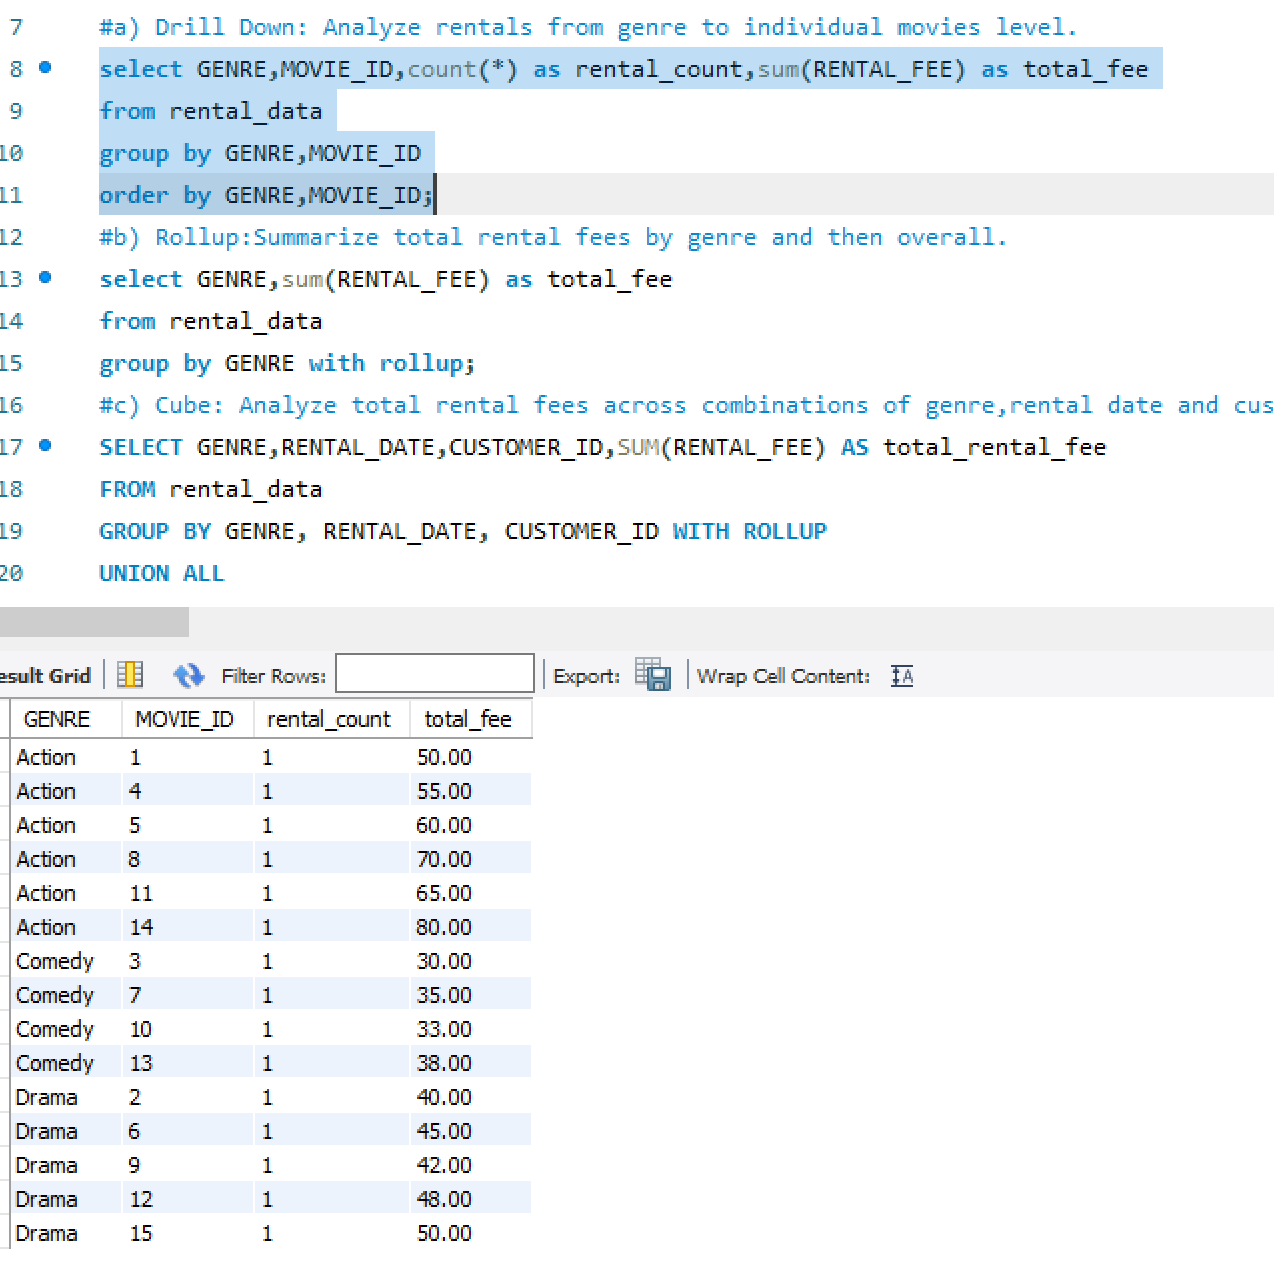 7 #a) Drill Down: Analyze rentals from genre to individual movies level.
8 select GENRE,MOVIE_ID,count(*) as rental_count,sum(RENTAL_FEE) as total_fee
9 from rental_data
10 group by GENRE,MOVIE_ID
11 order by GENRE,MOVIE_ID;
12 #b) Rollup:Summarize total rental fees by genre and then overall.
13 select GENRE,sum(RENTAL_FEE) as total_fee
14 from rental_data
15 group by GENRE with rollup;
16 #c) Cube: Analyze total rental fees across combinations of genre,rental date and cus
17 SELECT GENRE,RENTAL_DATE,CUSTOMER_ID,SUM(RENTAL_FEE) AS total_rental_fee
18 FROM rental_data
19 GROUP BY GENRE, RENTAL_DATE, CUSTOMER_ID WITH ROLLUP
20 UNION ALL
esult Grid Filter Rows: Export: Wrap Cell Content: IA
GENRE MOVIE_ID rental_count total_fee
Action 1 1 50.00
Action 4 1 55.00
Action 5 1 60.00
Action 8 1 70.00
Action 11 1 65.00
Action 14 1 80.00
Comedy 3 1 30.00
Comedy 7 1 35.00
Comedy 10 1 33.00
Comedy 13 1 38.00
Drama 2 1 40.00
Drama 6 1 45.00
Drama 9 1 42.00
Drama 12 1 48.00
Drama 15 1 50.00